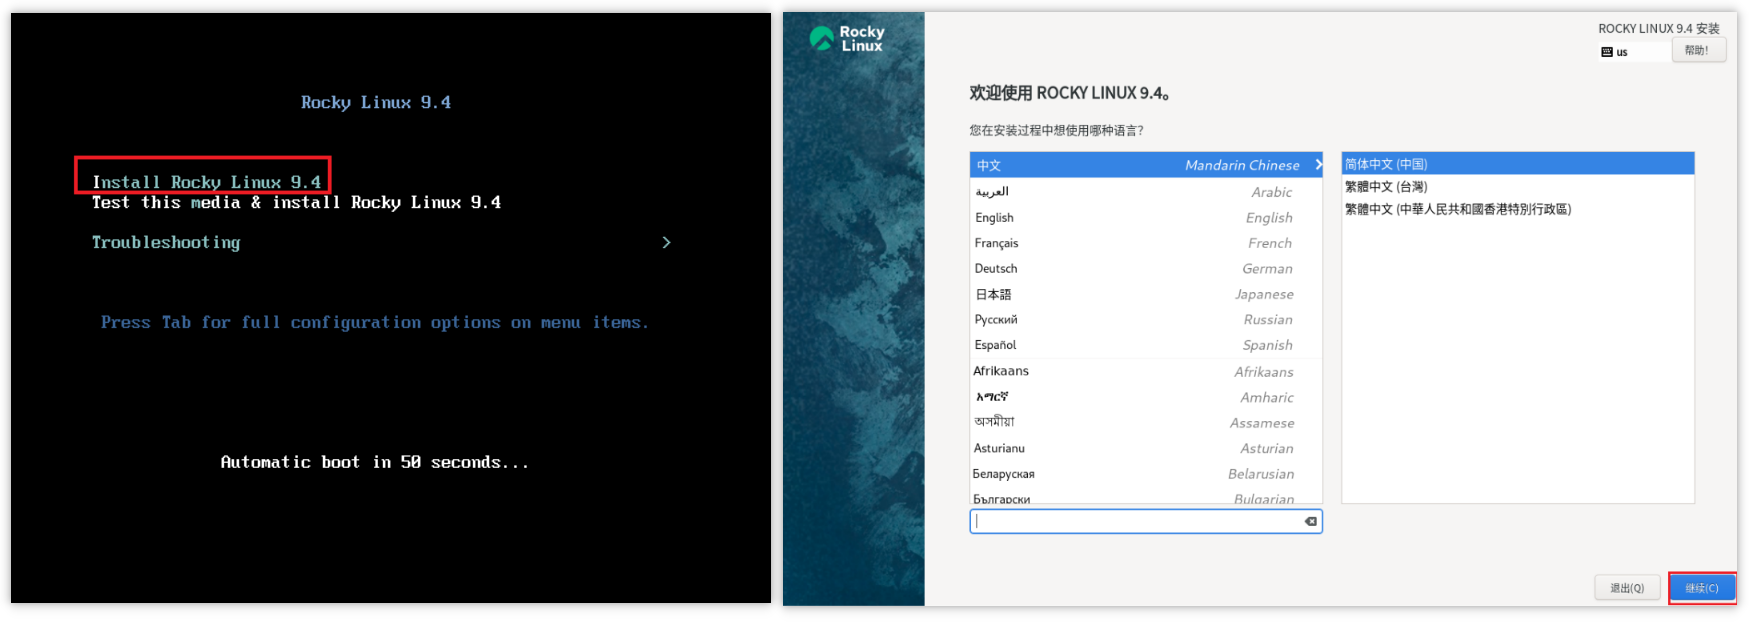 Rocky Linux 9.4
Install Rocky Linux 9.4
Test this media & install Rocky Linux 9.4
Troubleshooting >
Press Tab for full configuration options on menu items.
Automatic boot in 50 seconds...
Rocky
Linux
ROCKY LINUX 9.4 安装
us
帮助!
欢迎使用 ROCKY LINUX 9.4。
您在安装过程中想使用哪种语言?
中文 Mandarin Chinese
العربية Arabic
English English
Français French
Deutsch German
日本語 Japanese
Русский Russian
Español Spanish
Afrikaans Afrikaans
አማርኛ Amharic
অসমীয়া Assamese
Asturianu Asturian
Беларуская Belarusian
Български Bulgarian
简体中文 (中国)
繁體中文 (台灣)
繁體中文 (中華人民共和國香港特別行政區)
退出(Q)
继续(C)